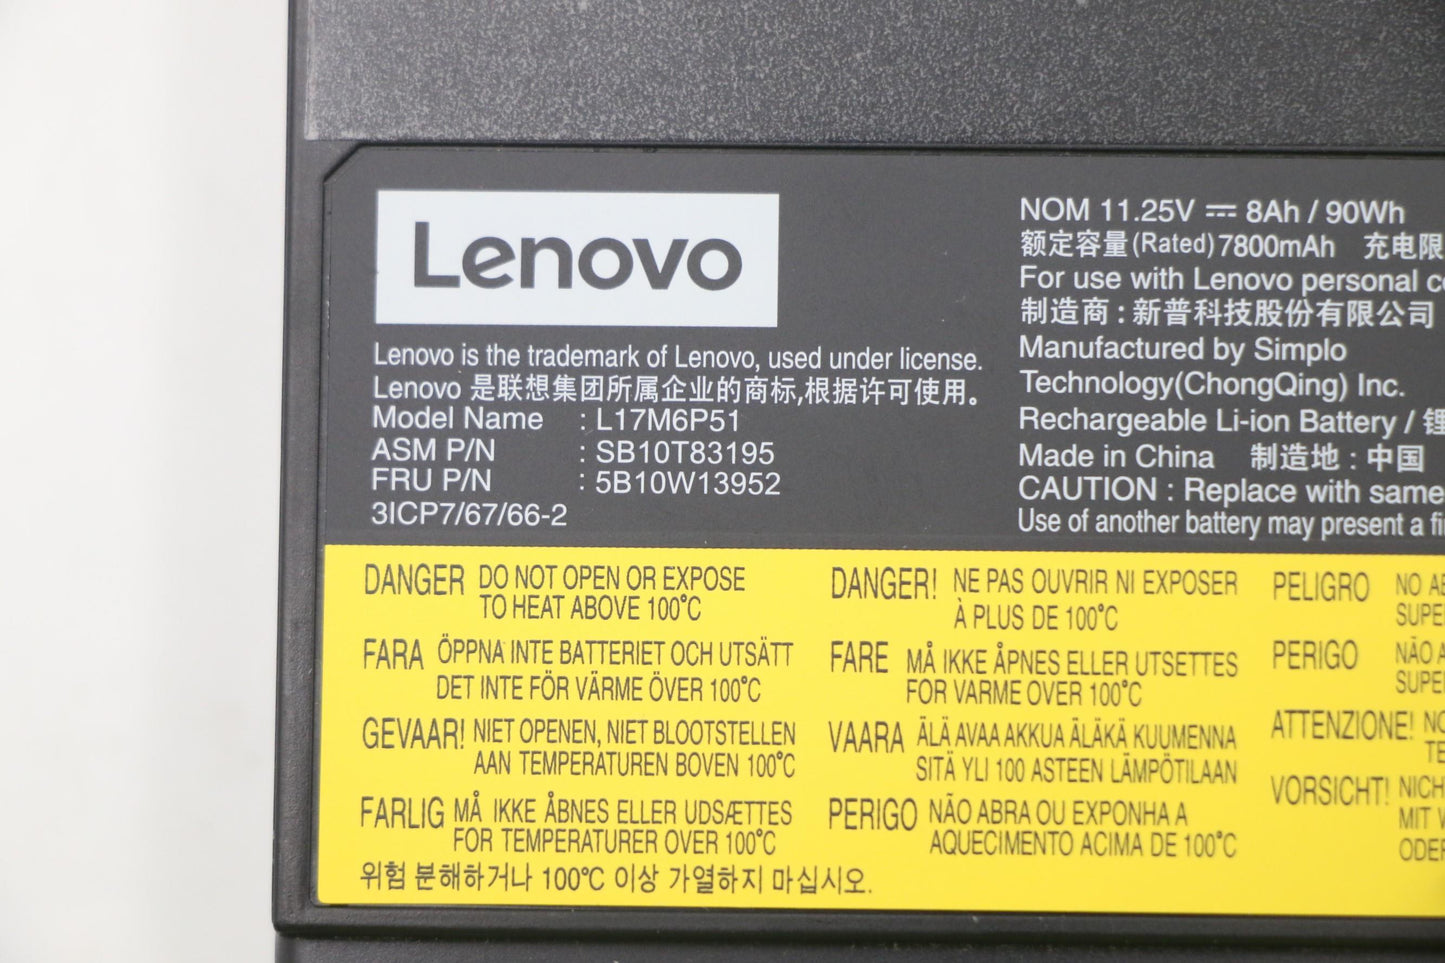 Lenovo
Lenovo is the trademark of Lenovo, used under license.
Lenovo 是联想集团所属企业的商标,根据许可使用。
Model Name : L17M6P51
ASM P/N : SB10T83195
FRU P/N : 5B10W13952
3ICP7/67/66-2
NOM 11.25V ⎓ 8Ah / 90Wh
额定容量(Rated)7800mAh 充电限
For use with Lenovo personal
制造商：新普科技股份有限公司
Manufactured by Simplo
Technology(ChongQing) Inc.
Rechargeable Li-ion Battery / 锂
Made in China 制造地：中国
CAUTION : Replace with same
Use of another battery may present a
DANGER DO NOT OPEN OR EXPOSE
TO HEAT ABOVE 100°C
FARA ÖPPNA INTE BATTERIET OCH UTSÄTT
DET INTE FÖR VÄRME ÖVER 100°C
GEVAAR! NIET OPENEN, NIET BLOOTSTELLEN
AAN TEMPERATUREN BOVEN 100°C
FARLIG MÅ IKKE ÅBNES ELLER UDSÆTTES
FOR TEMPERATURER OVER 100°C
위험 분해하거나 100℃ 이상 가열하지 마십시오.
DANGER! NE PAS OUVRIR NI EXPOSER
À PLUS DE 100°C
FARE MÅ IKKE ÅPNES ELLER UTSETTES
FOR VARME OVER 100°C
VAARA ÄLÄ AVAA AKKUA ÄLÄKÄ KUUMENNA
SITÄ YLI 100 ASTEEN LÄMPÖTILAAN
PERIGO NÃO ABRA OU EXPONHA A
AQUECIMENTO ACIMA DE 100°C
PELIGRO NO
SUPE
PERIGO NÃO
SUPE
ATTENZIONE!
VORSICHT! NICH
MIT
ODE